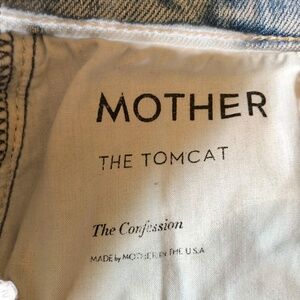 MOTHER
THE TOMCAT
The Confession
MADE by MOTHER IN THE U.S.A